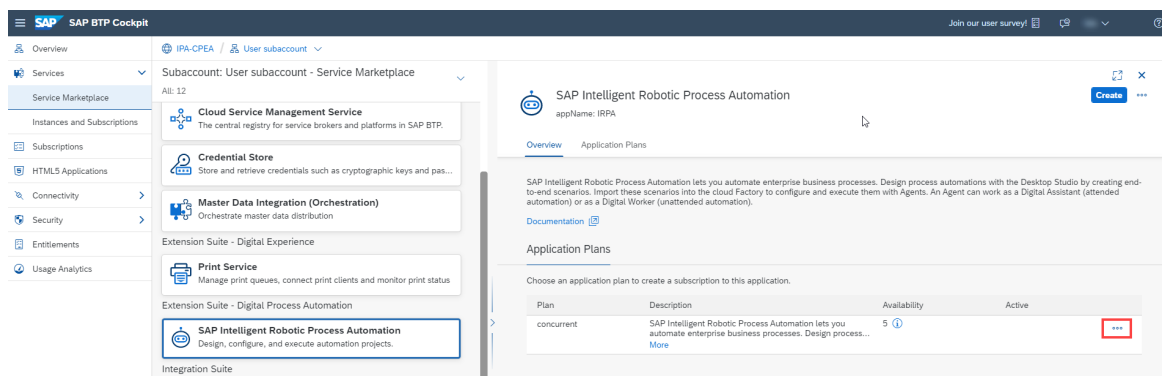 SAP SAP BTP Cockpit
Join our user survey!
Overview
Services
Service Marketplace
Instances and Subscriptions
Subscriptions
HTML5 Applications
Connectivity
Security
Entitlements
Usage Analytics
IPA-CPEA / User subaccount
Subaccount: User subaccount - Service Marketplace
All: 12
Cloud Service Management Service
The central registry for service brokers and platforms in SAP BTP.
Credential Store
Store and retrieve credentials such as cryptographic keys and pas...
Master Data Integration (Orchestration)
Orchestrate master data distribution
Extension Suite - Digital Experience
Print Service
Manage print queues, connect print clients and monitor print status
Extension Suite - Digital Process Automation
SAP Intelligent Robotic Process Automation
Design, configure, and execute automation projects.
Integration Suite
SAP Intelligent Robotic Process Automation
appName: IRPA
Create
Overview Application Plans
SAP Intelligent Robotic Process Automation lets you automate enterprise business processes. Design process automations with the Desktop Studio by creating end-
to-end scenarios. Import these scenarios into the cloud Factory to configure and execute them with Agents. An Agent can work as a Digital Assistant (attended
automation) or as a Digital Worker (unattended automation).
Documentation
Application Plans
Choose an application plan to create a subscription to this application.
Plan Description Availability Active
concurrent SAP Intelligent Robotic Process Automation lets you 5
automate enterprise business processes. Design process...
More